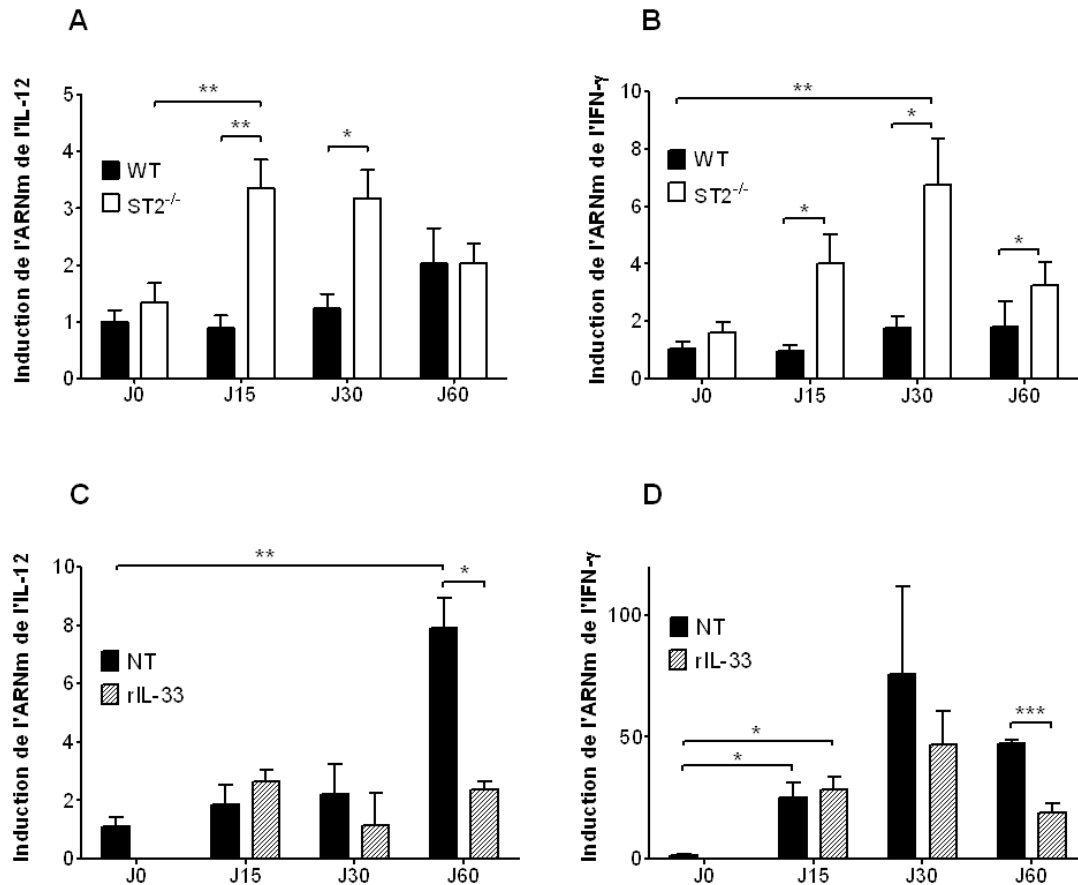 A
Induction de l'ARNm de l'IL-12
5
4
3
2
1
0
** 
**
*
WT
ST2-/-
J0 J15 J30 J60
B
Induction de l'ARNm de l'IFN-γ
10
8
6
4
2
0
**
*
*
*
WT
ST2-/-
J0 J15 J30 J60
C
Induction de l'ARNm de l'IL-12
10
8
6
4
2
0
**
*
NT
rIL-33
J0 J15 J30 J60
D
Induction de l'ARNm de l'IFN-γ
100
50
0
NT
rIL-33
***
*
*
J0 J15 J30 J60